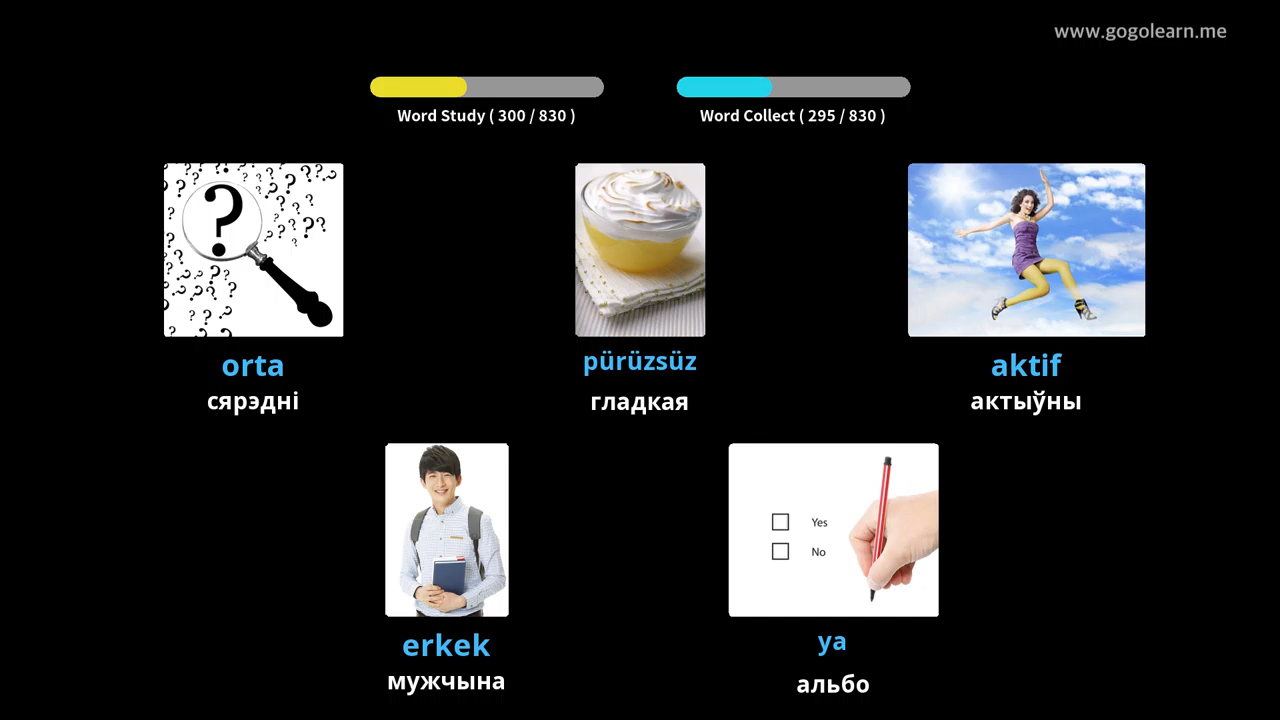 www.gogolearn.me
Word Study ( 300 / 830 )
Word Collect ( 295 / 830 )
orta
сярэдні
pürüzsüz
гладкая
aktif
актыўны
erkek
мужчына
Yes
No
ya
альбо